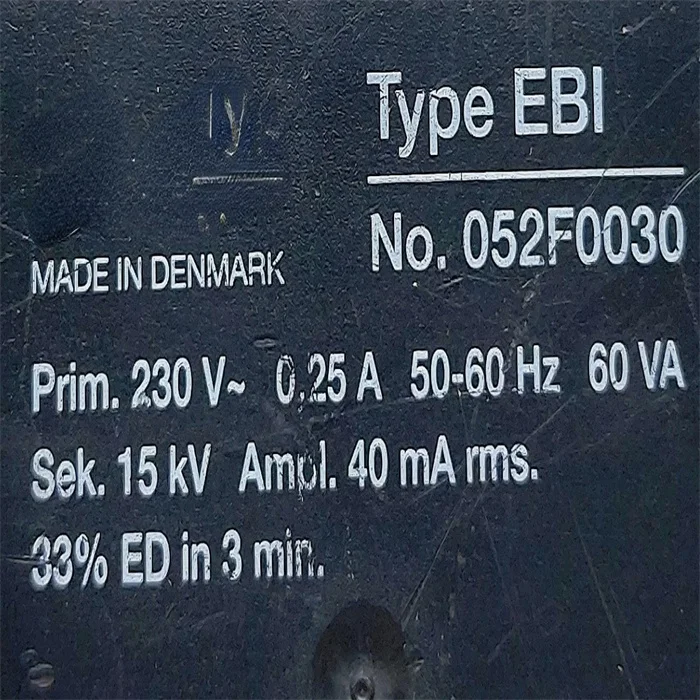 Type EBI
No. 052F0030
MADE IN DENMARK
Prim. 230 V~ 0.25 A 50-60 Hz 60 VA
Sek. 15 kV Ampl. 40 mA rms.
33% ED in 3 min.